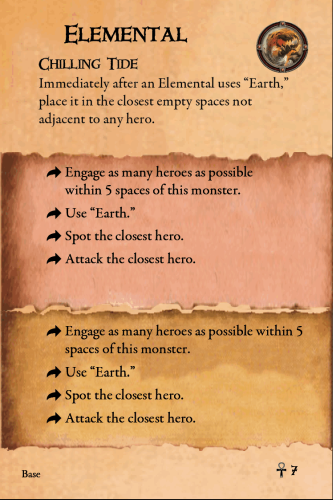 ELEMENTAL
CHILLING TIDE
Immediately after an Elemental uses “Earth,”
place it in the closest empty spaces not
adjacent to any hero.
Engage as many heroes as possible
within 5 spaces of this monster.
Use “Earth.”
Spot the closest hero.
Attack the closest hero.
Engage as many heroes as possible within 5
spaces of this monster.
Use “Earth.”
Spot the closest hero.
Attack the closest hero.
Base
7